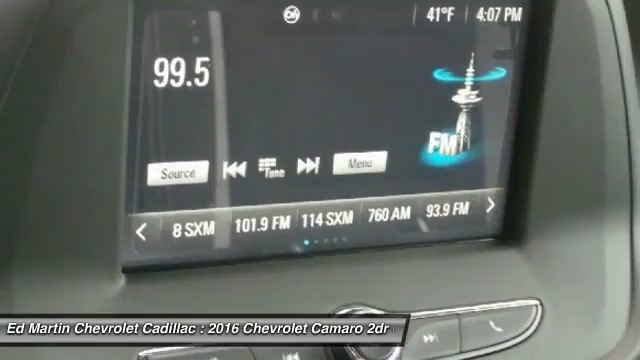 41°F 4:07 PM
99.5
FM
Source Tune Menu
8 SXM 101.9 FM 114 SXM 760 AM 93.9 FM
Ed Martin Chevrolet Cadillac : 2016 Chevrolet Camaro 2dr